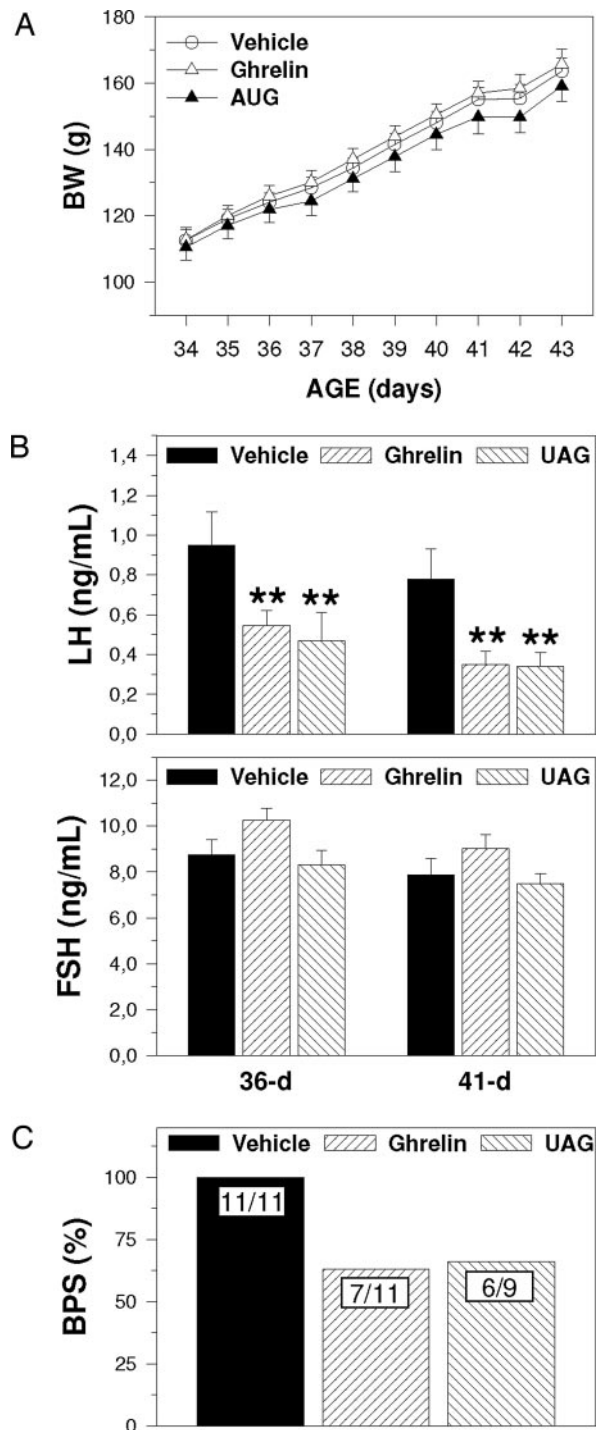 A
180
160
140
120
100
BW (g)
Vehicle
Ghrelin
AUG
34 35 36 37 38 39 40 41 42 43
AGE (days)
B
1,4
1,2
1,0
0,8
0,6
0,4
0,2
0,0
LH (ng/mL)
Vehicle Ghrelin UAG
** ** ** **
12,0
10,0
8,0
6,0
4,0
2,0
0,0
FSH (ng/mL)
Vehicle Ghrelin UAG
36-d 41-d
C
100
75
50
25
0
BPS (%)
Vehicle Ghrelin UAG
11/11 7/11 6/9